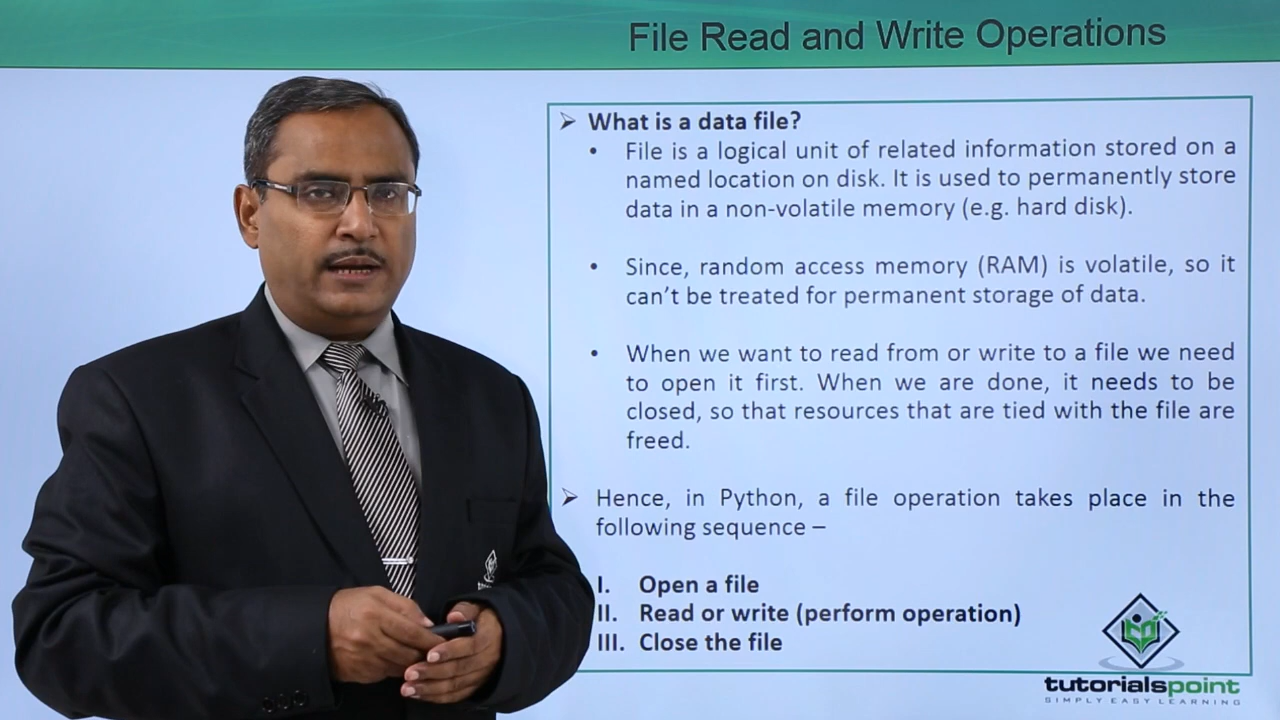 File Read and Write Operations
➢ What is a data file?
• File is a logical unit of related information stored on a
named location on disk. It is used to permanently store
data in a non-volatile memory (e.g. hard disk).
• Since, random access memory (RAM) is volatile, so it
can’t be treated for permanent storage of data.
• When we want to read from or write to a file we need
to open it first. When we are done, it needs to be
closed, so that resources that are tied with the file are
freed.
➢ Hence, in Python, a file operation takes place in the
following sequence –
I. Open a file
II. Read or write (perform operation)
III. Close the file
tutorialspoint
SIMPLY EASY LEARNING